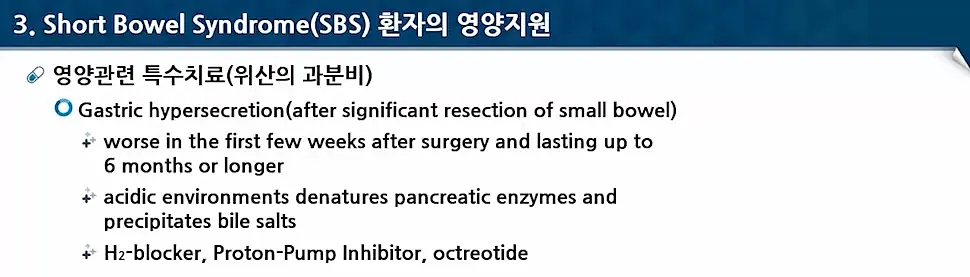 3. Short Bowel Syndrome(SBS) 환자의 영양지원
영양관련 특수치료(위산의 과분비)
Gastric hypersecretion(after significant resection of small bowel)
worse in the first few weeks after surgery and lasting up to
6 months or longer
acidic environments denatures pancreatic enzymes and
precipitates bile salts
H₂-blocker, Proton-Pump Inhibitor, octreotide